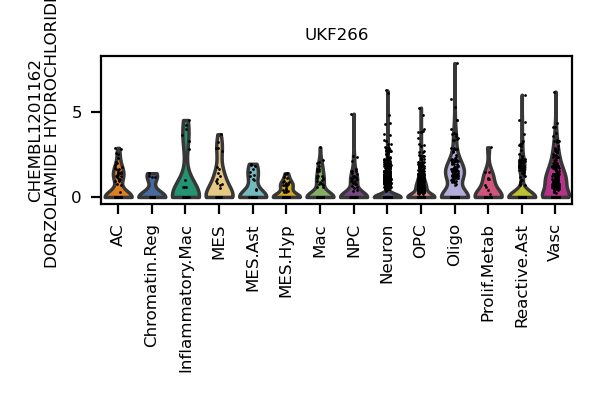 UKF266
CHEMBL1201162
DORZOLAMIDE HYDROCHLORIDE
5
0
AC
Chromatin.Reg
Inflammatory.Mac
MES
MES.Ast
MES.Hyp
Mac
NPC
Neuron
OPC
Oligo
Prolif.Metab
Reactive.Ast
Vasc